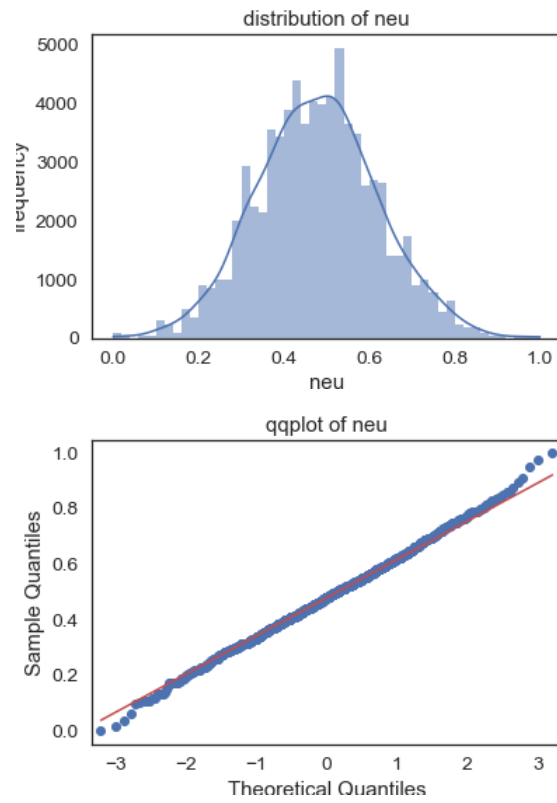 distribution of neu
5000
4000
3000
2000
1000
0
frequency
0.0 0.2 0.4 0.6 0.8 1.0
neu
qqplot of neu
1.0
0.8
0.6
0.4
0.2
0.0
Sample Quantiles
−3 −2 −1 0 1 2 3
Theoretical Quantiles